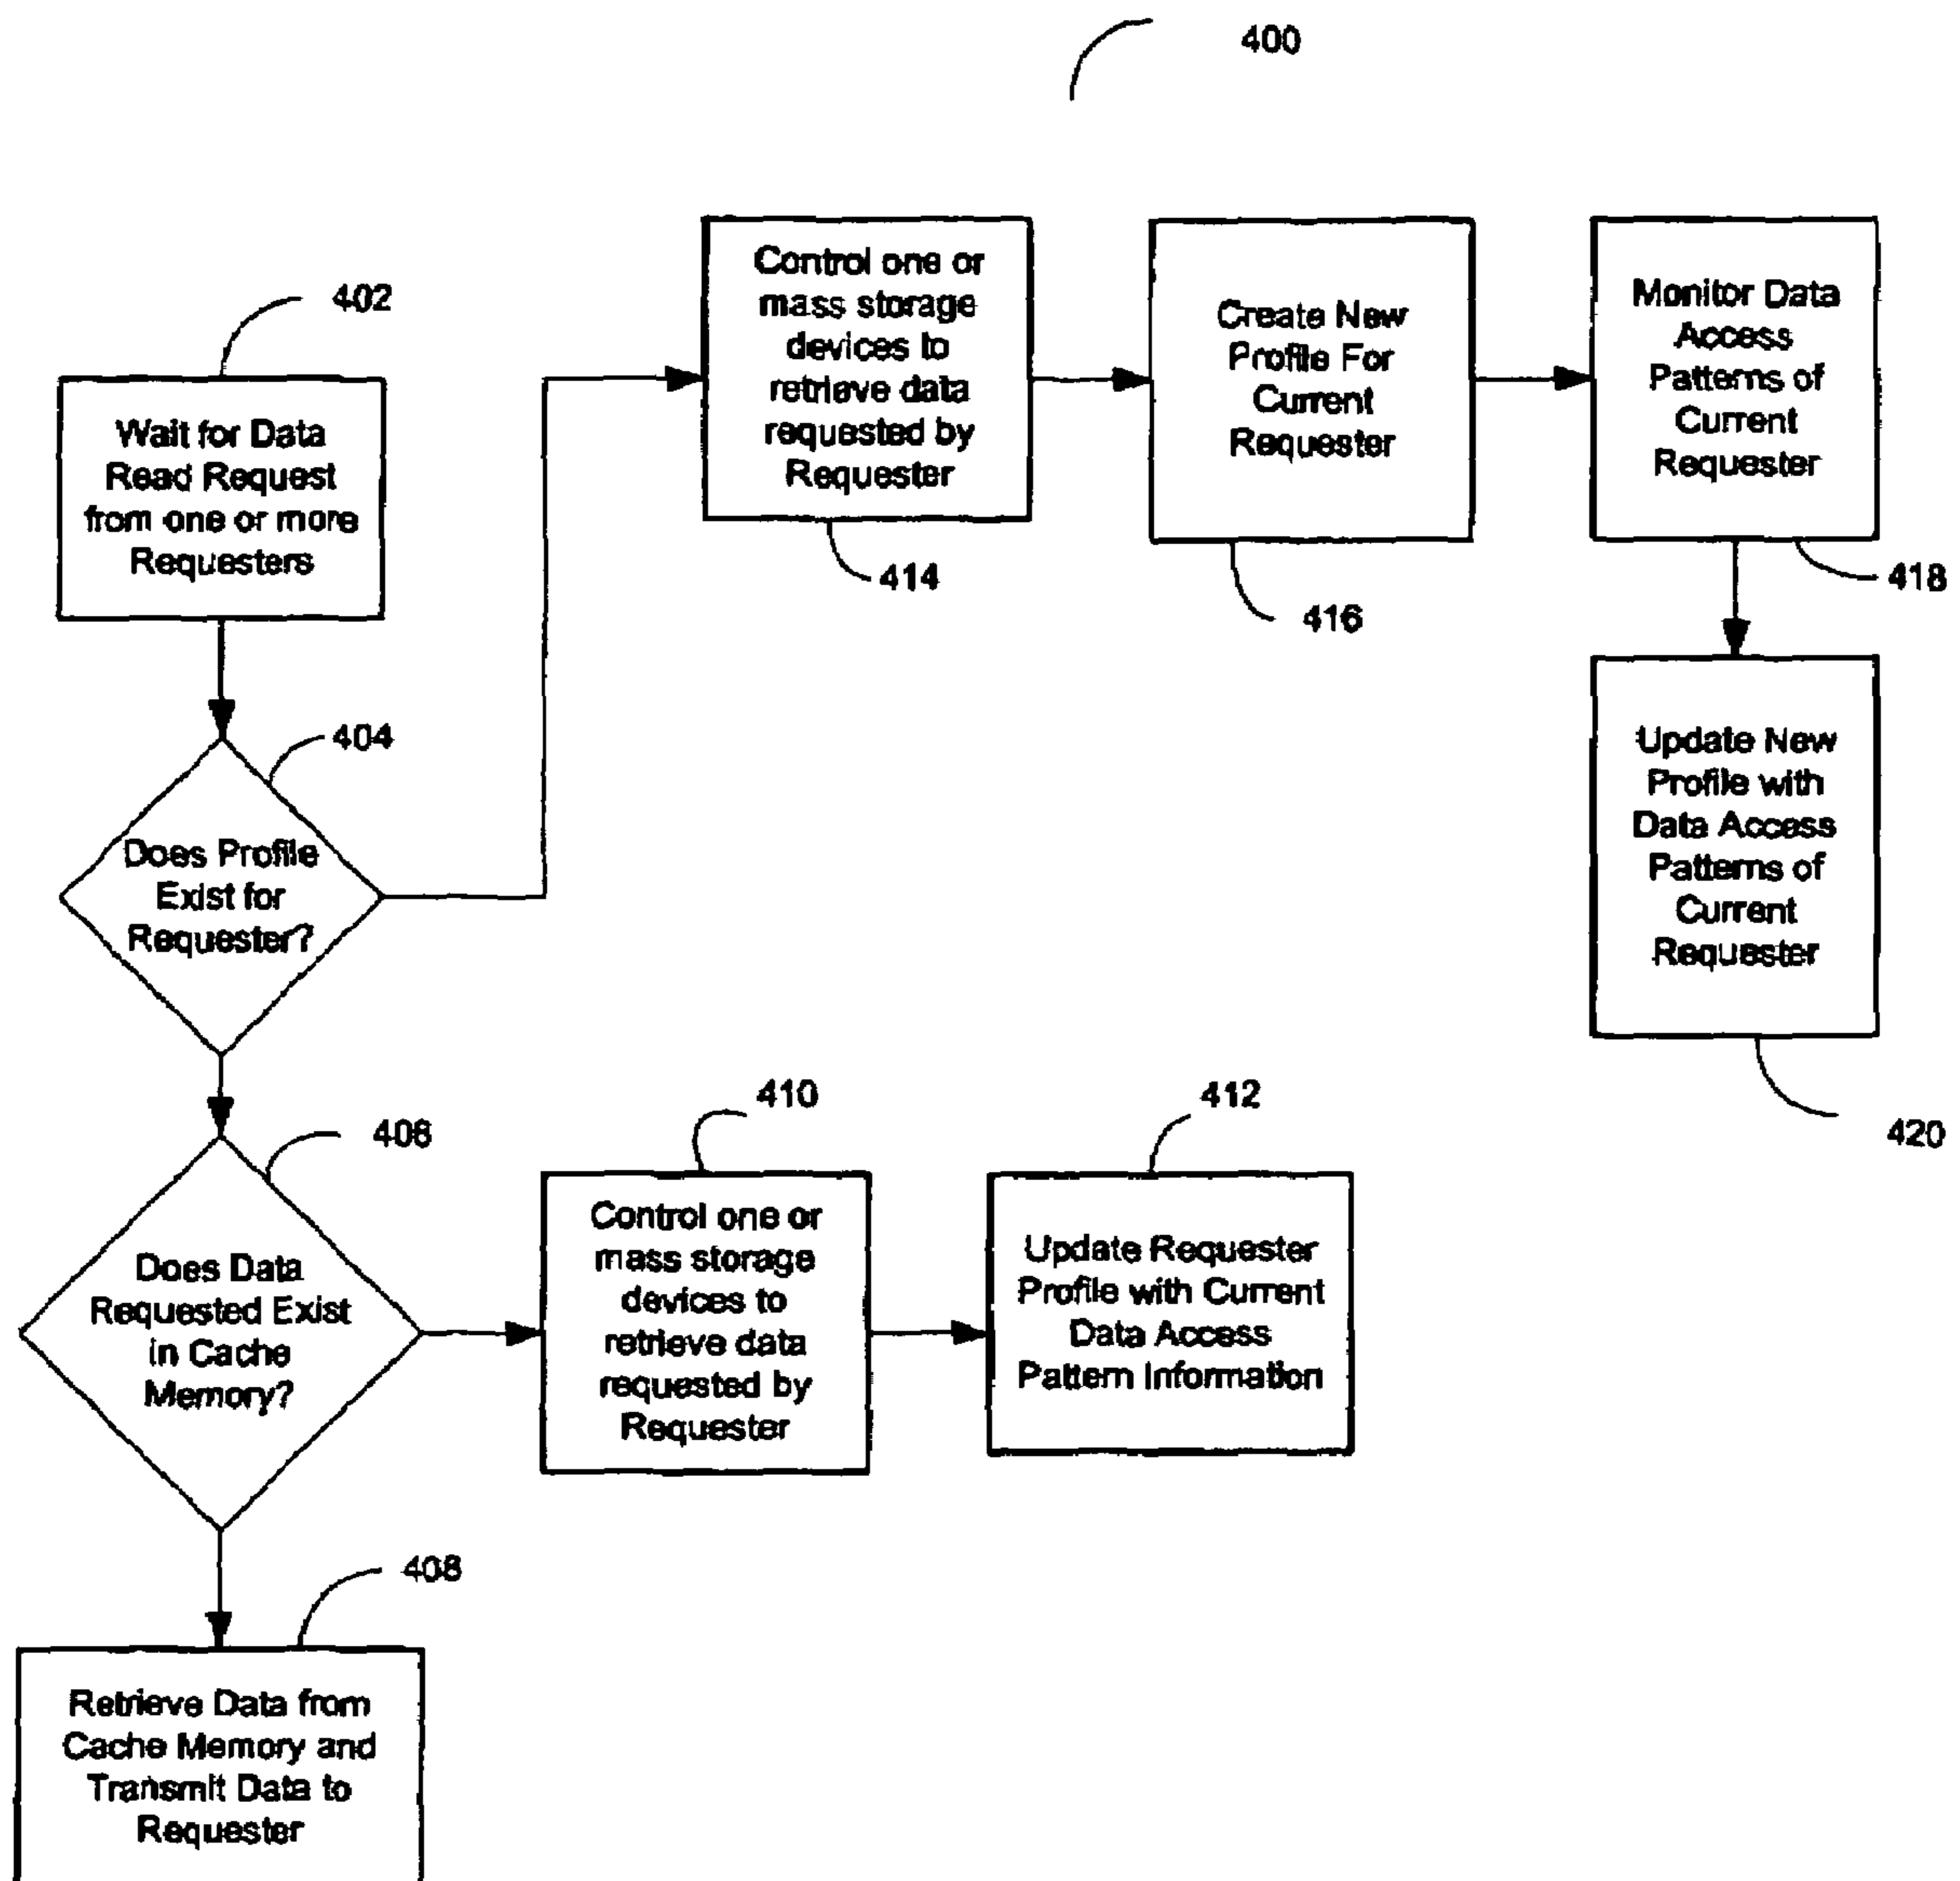 400
402
Wait for Data
Read Request
from one or more
Requesters
404
Does Profile
Exist for
Requester?
Control one or
mass storage
devices to
retrieve data
requested by
Requester
414
Create New
Profile For
Current
Requester
416
Monitor Data
Access
Patterns of
Current
Requester
418
Update New
Profile with
Data Access
Patterns of
Current
Requester
420
406
Does Data
Requested Exist
in Cache
Memory?
410
Control one or
mass storage
devices to
retrieve data
requested by
Requester
412
Update Requester
Profile with Current
Data Access
Pattern Information
408
Retrieve Data from
Cache Memory and
Transmit Data to
Requester